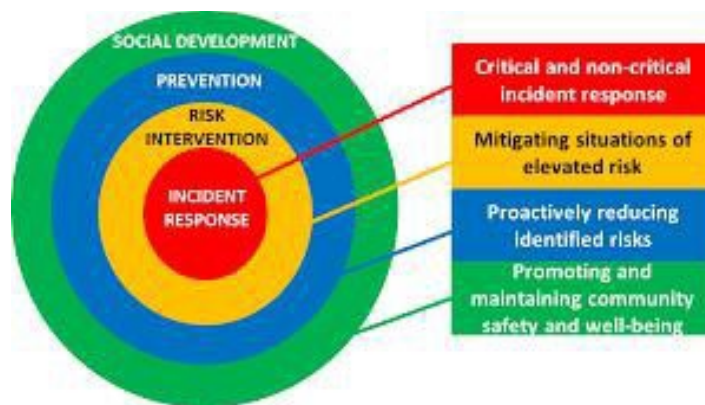 SOCIAL DEVELOPMENT
PREVENTION
RISK
INTERVENTION
INCIDENT
RESPONSE
Critical and non-critical
incident response
Mitigating situations of
elevated risk
Proactively reducing
identified risks
Promoting and
maintaining community
safety and well-being